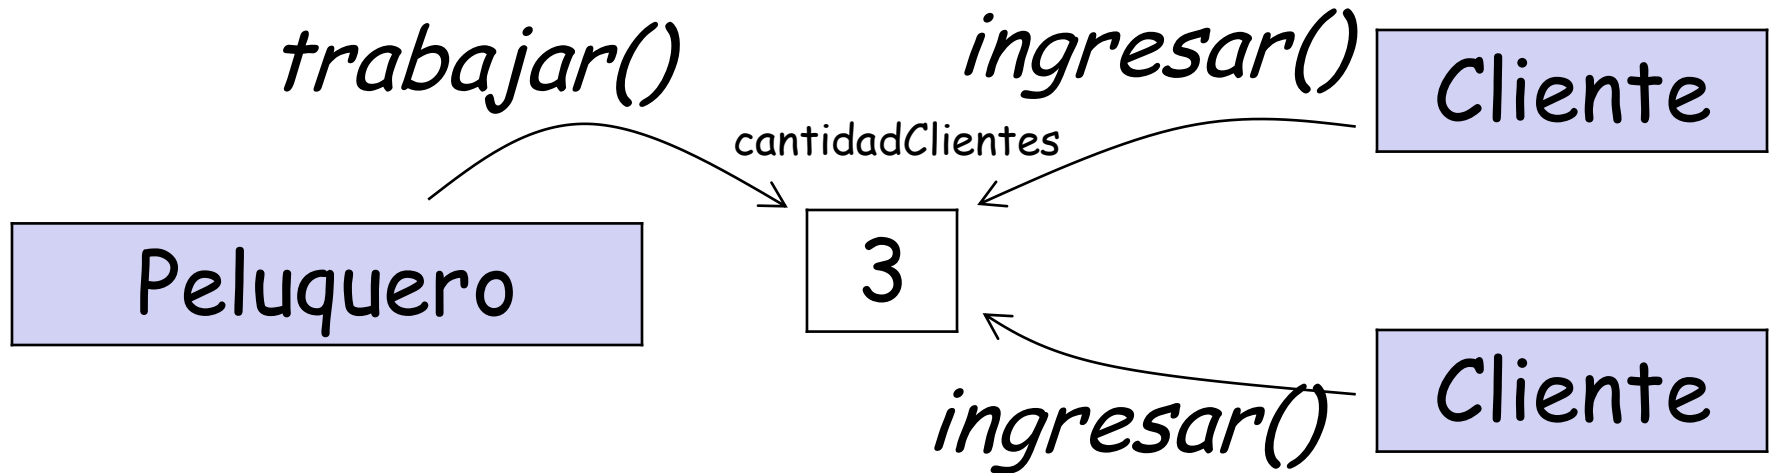 trabajar()
ingresar()
Cliente
cantidadClientes
Peluquero
3
Cliente
ingresar()